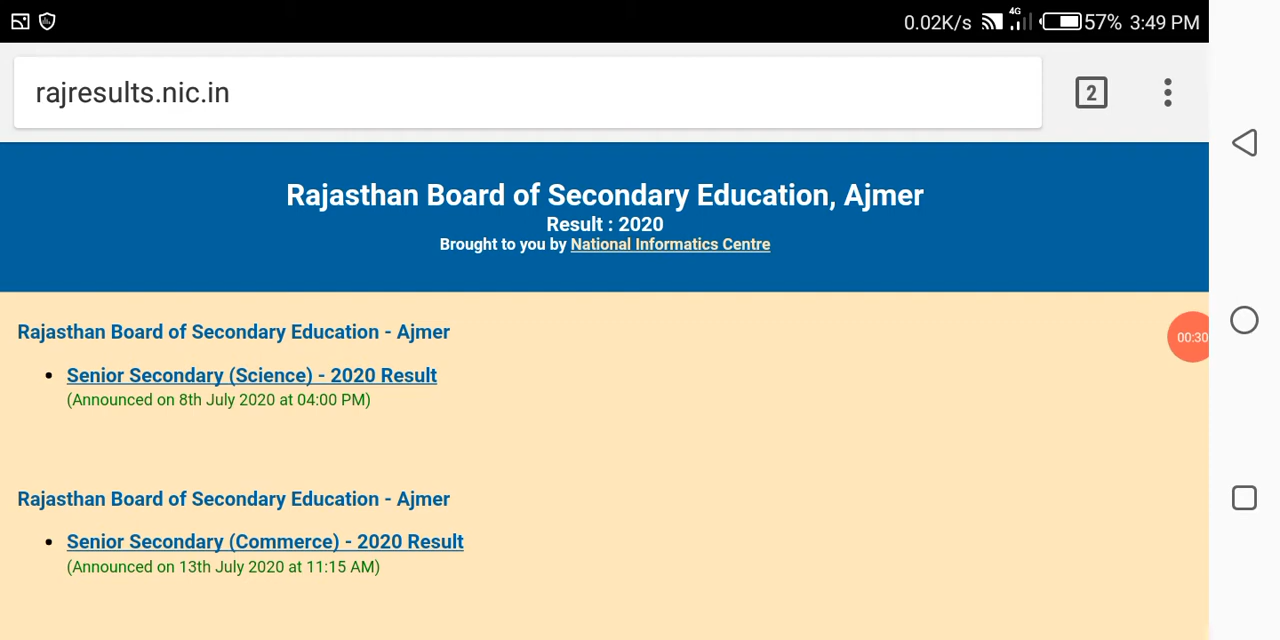 0.02K/s 4G 57% 3:49 PM
rajresults.nic.in
2
Rajasthan Board of Secondary Education, Ajmer
Result : 2020
Brought to you by National Informatics Centre
Rajasthan Board of Secondary Education - Ajmer
00:30
• Senior Secondary (Science) - 2020 Result
(Announced on 8th July 2020 at 04:00 PM)
Rajasthan Board of Secondary Education - Ajmer
• Senior Secondary (Commerce) - 2020 Result
(Announced on 13th July 2020 at 11:15 AM)